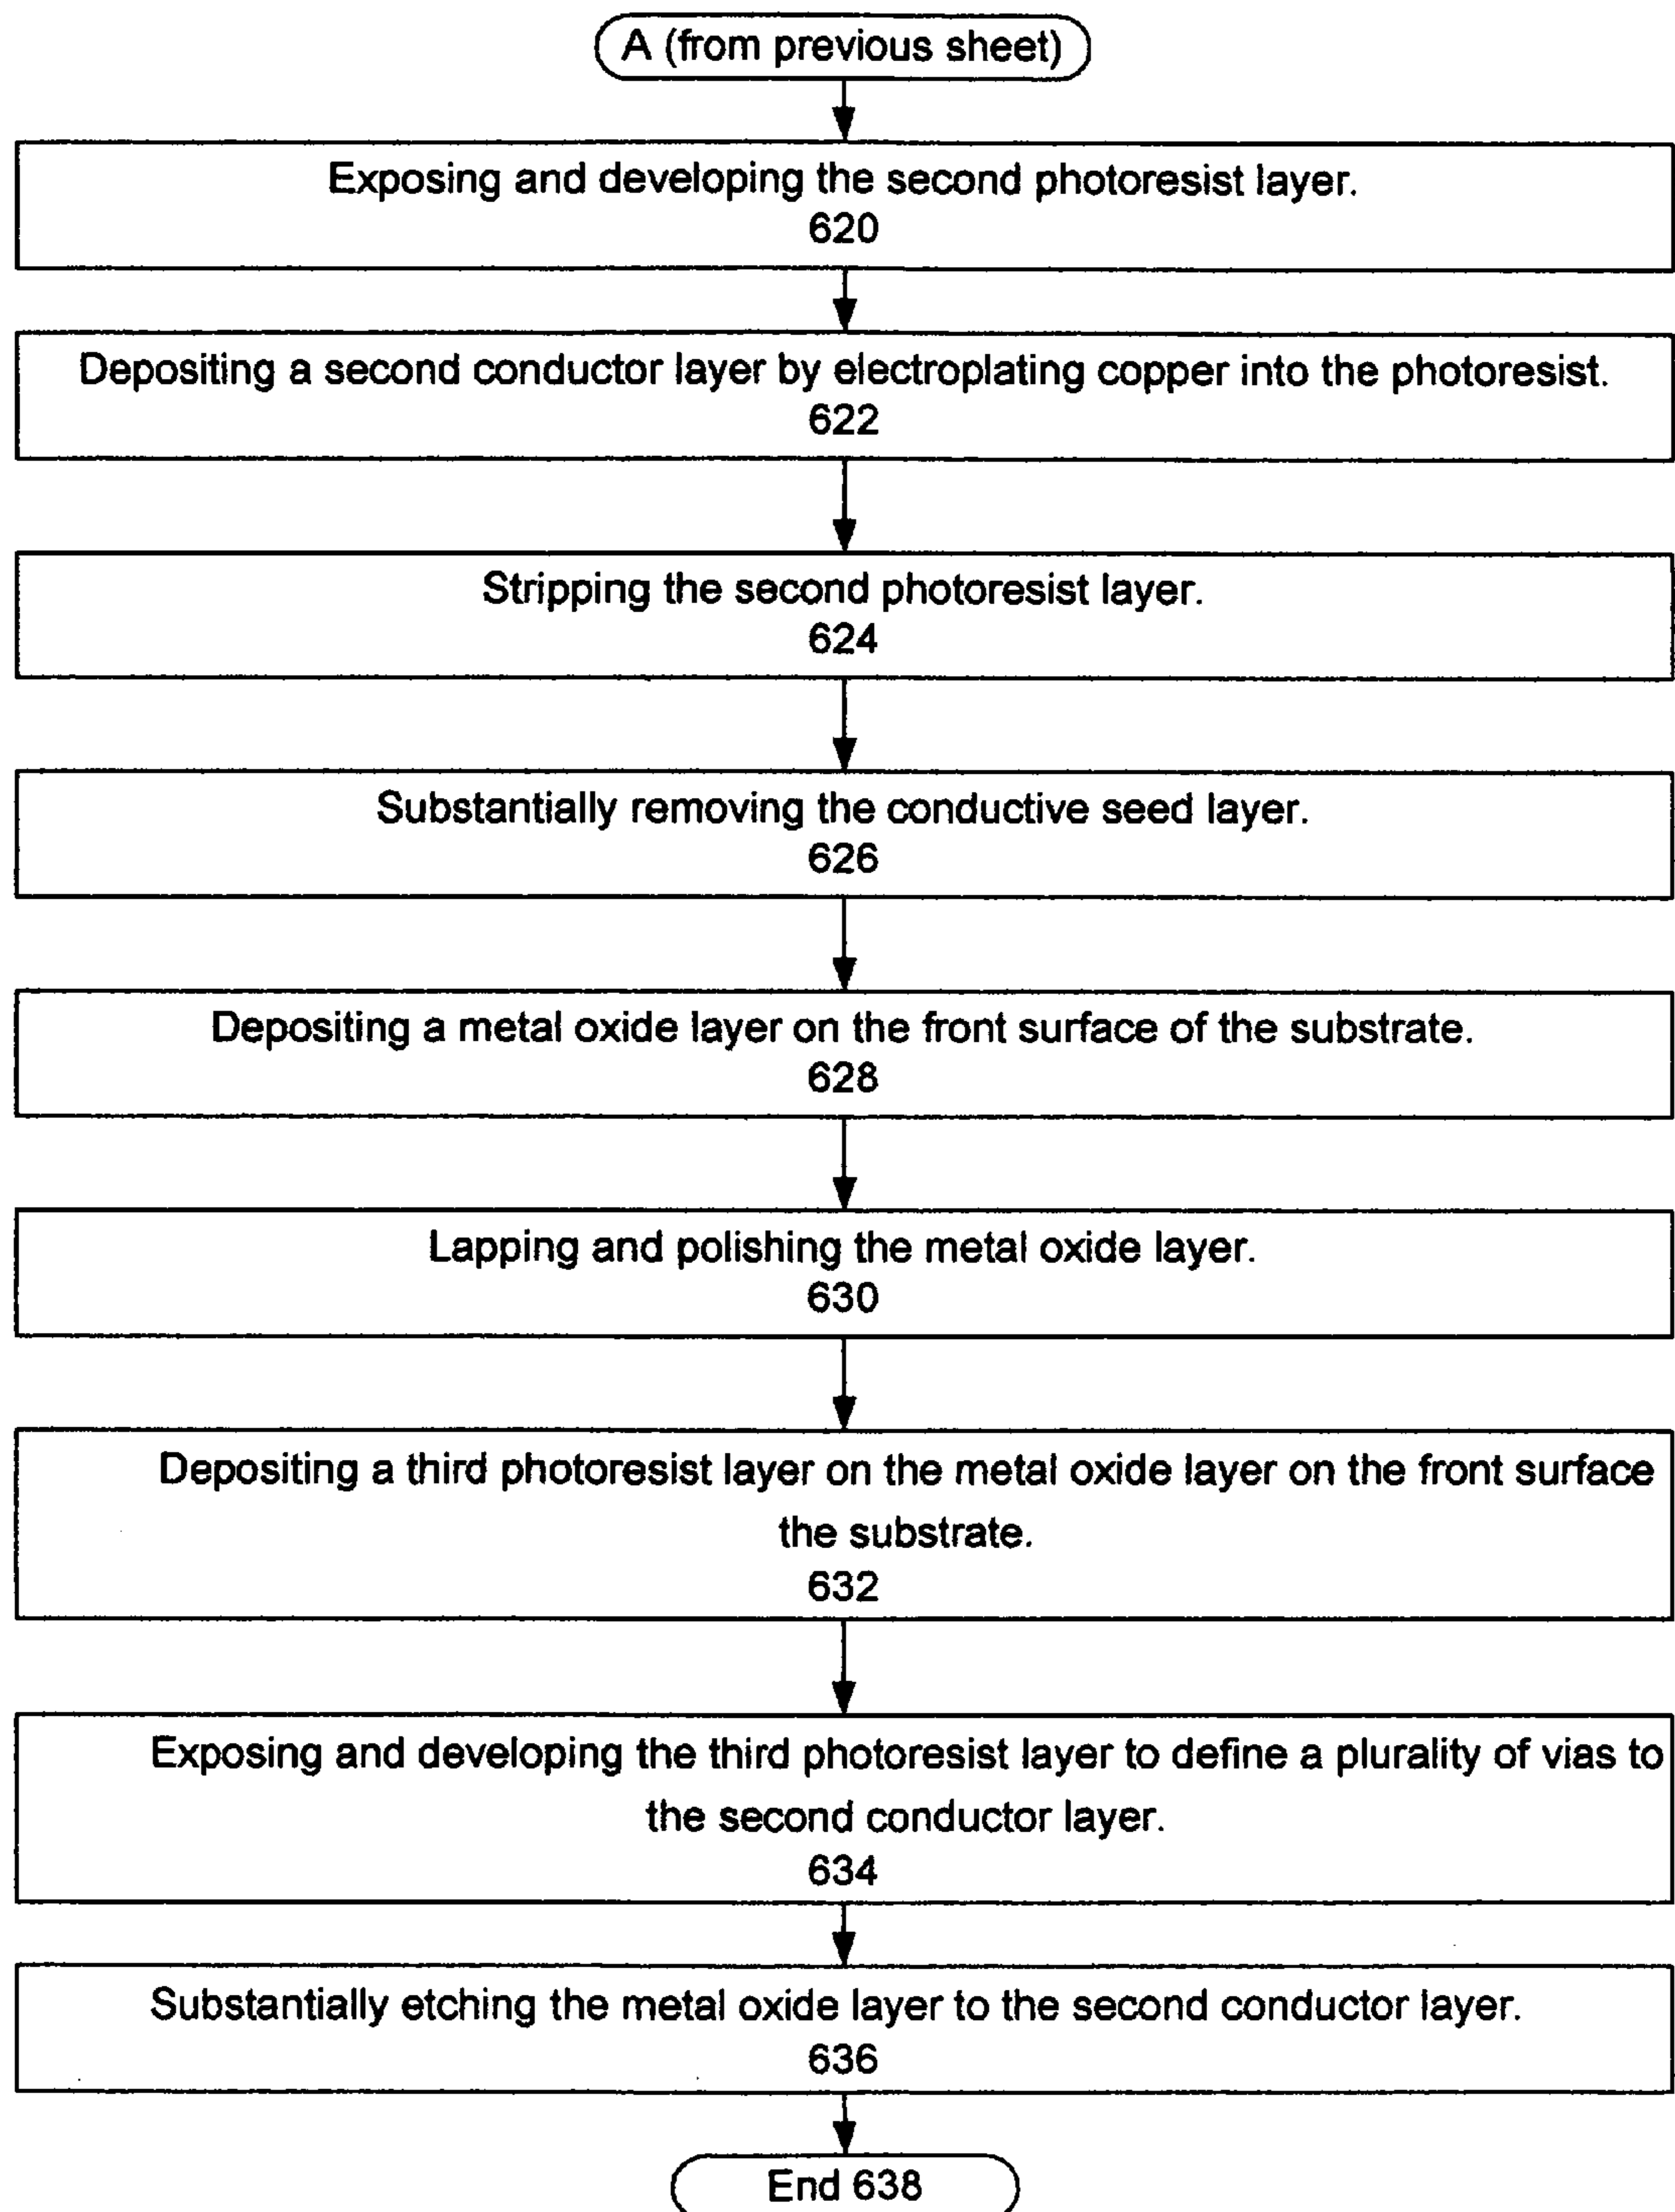 A (from previous sheet)
Exposing and developing the second photoresist layer.
620
Depositing a second conductor layer by electroplating copper into the photoresist.
622
Stripping the second photoresist layer.
624
Substantially removing the conductive seed layer.
626
Depositing a metal oxide layer on the front surface of the substrate.
628
Lapping and polishing the metal oxide layer.
630
Depositing a third photoresist layer on the metal oxide layer on the front surface
the substrate.
632
Exposing and developing the third photoresist layer to define a plurality of vias to
the second conductor layer.
634
Substantially etching the metal oxide layer to the second conductor layer.
636
End 638